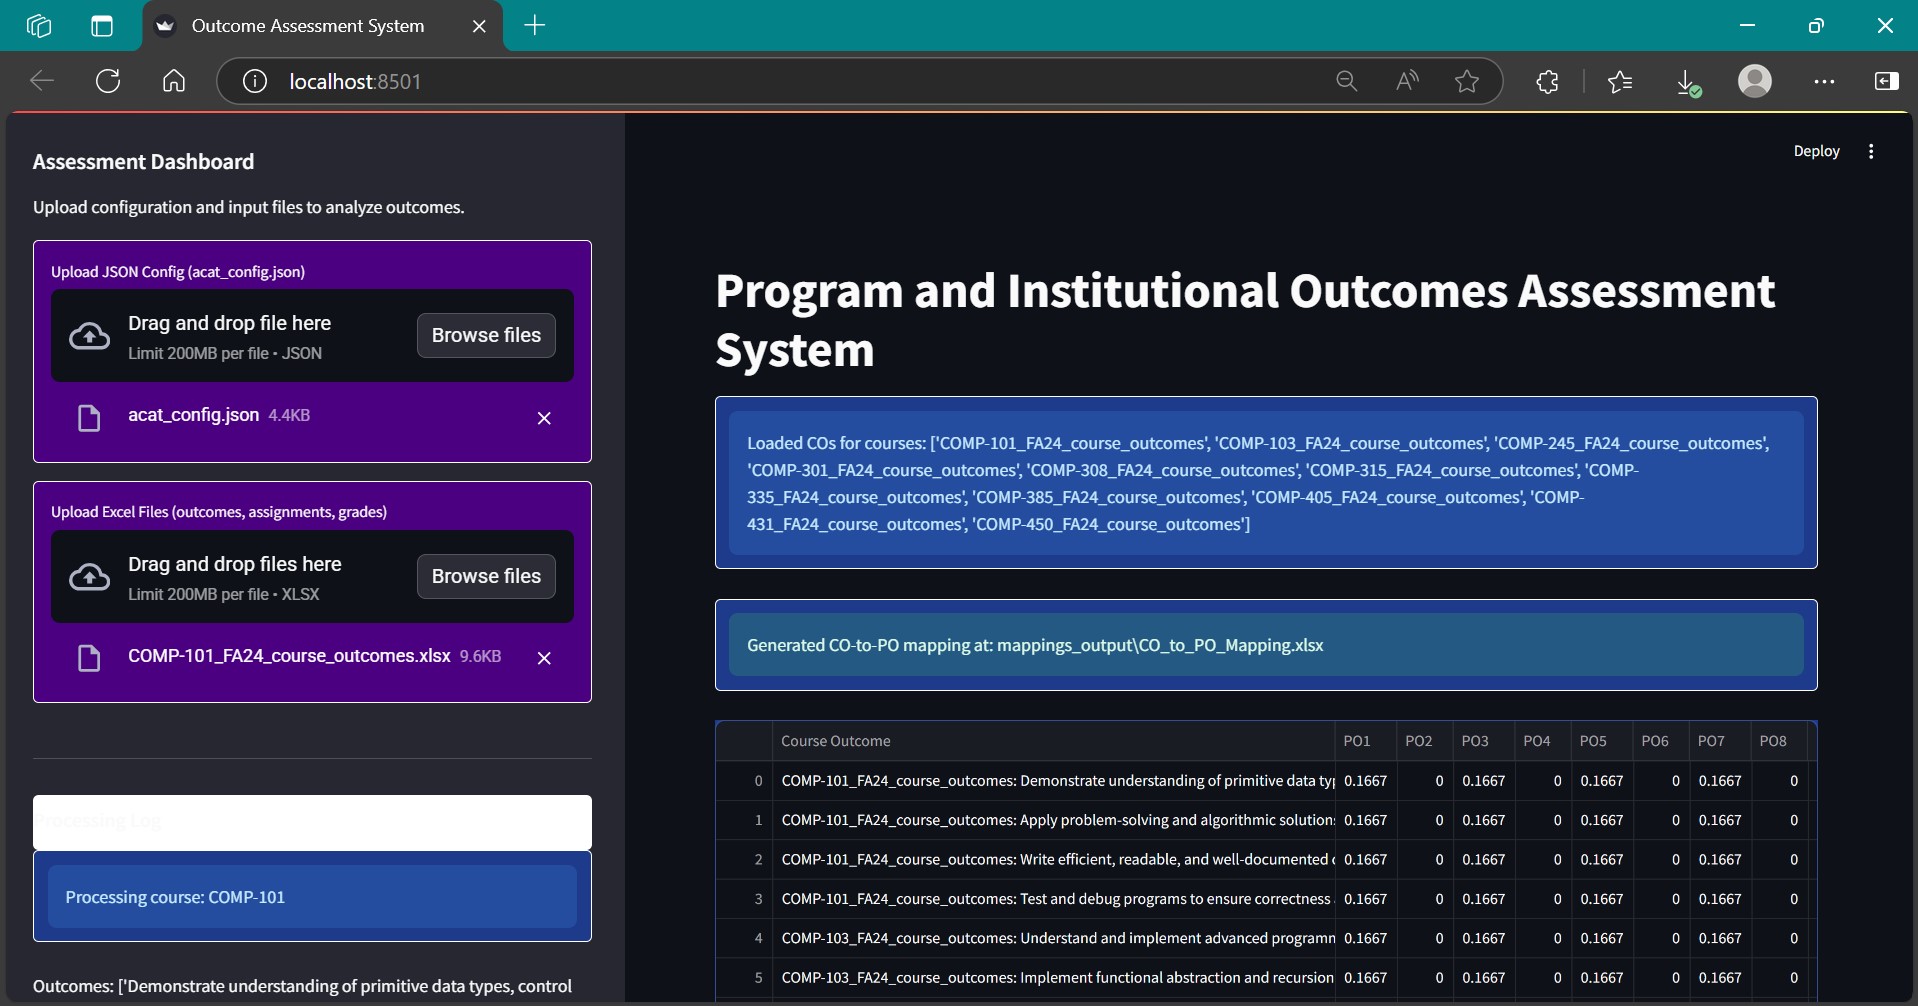 Outcome Assessment System
localhost:8501
Assessment Dashboard
Upload configuration and input files to analyze outcomes.
Upload JSON Config (acat_config.json)
Drag and drop file here
Limit 200MB per file • JSON
Browse files
acat_config.json 4.4KB
Upload Excel Files (outcomes, assignments, grades)
Drag and drop files here
Limit 200MB per file • XLSX
Browse files
COMP-101_FA24_course_outcomes.xlsx 9.6KB
Processing Log
Processing course: COMP-101
Outcomes: ['Demonstrate understanding of primitive data types, control
Deploy
Program and Institutional Outcomes Assessment
System
Loaded COs for courses: ['COMP-101_FA24_course_outcomes', 'COMP-103_FA24_course_outcomes', 'COMP-245_FA24_course_outcomes',
'COMP-301_FA24_course_outcomes', 'COMP-308_FA24_course_outcomes', 'COMP-315_FA24_course_outcomes', 'COMP-
335_FA24_course_outcomes', 'COMP-385_FA24_course_outcomes', 'COMP-405_FA24_course_outcomes', 'COMP-
431_FA24_course_outcomes', 'COMP-450_FA24_course_outcomes']
Generated CO-to-PO mapping at: mappings_output\CO_to_PO_Mapping.xlsx
Course Outcome PO1 PO2 PO3 PO4 PO5 PO6 PO7 PO8
0 COMP-101_FA24_course_outcomes: Demonstrate understanding of primitive data typ 0.1667 0 0.1667 0 0.1667 0 0.1667 0
1 COMP-101_FA24_course_outcomes: Apply problem-solving and algorithmic solution 0.1667 0 0.1667 0 0.1667 0 0.1667 0
2 COMP-101_FA24_course_outcomes: Write efficient, readable, and well-documented 0.1667 0 0.1667 0 0.1667 0 0.1667 0
3 COMP-101_FA24_course_outcomes: Test and debug programs to ensure correctness 0.1667 0 0.1667 0 0.1667 0 0.1667 0
4 COMP-103_FA24_course_outcomes: Understand and implement advanced programm 0.1667 0 0.1667 0 0.1667 0 0.1667 0
5 COMP-103_FA24_course_outcomes: Implement functional abstraction and recursion 0.1667 0 0.1667 0 0.1667 0 0.1667 0